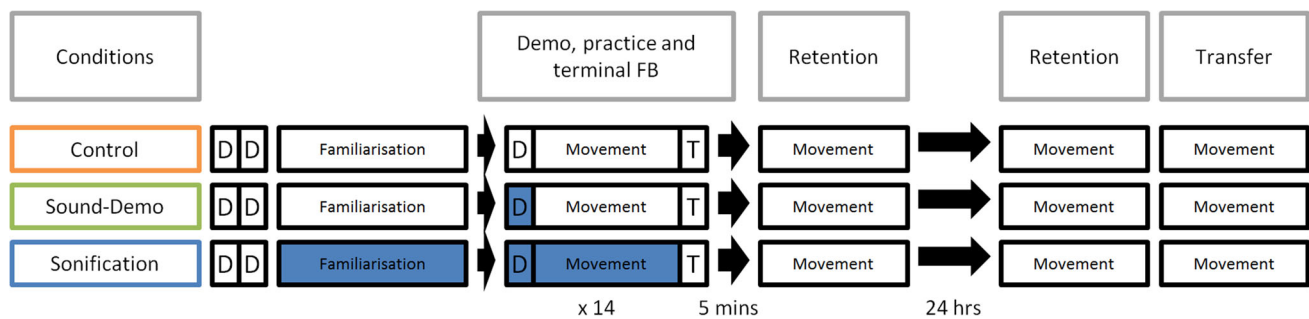 Conditions
Demo, practice and
terminal FB
Retention
Retention
Transfer
Control D D Familiarisation D Movement T Movement Movement Movement
Sound-Demo D D Familiarisation D Movement T Movement Movement Movement
Sonification D D Familiarisation D Movement T Movement Movement Movement
x 14 5 mins 24 hrs